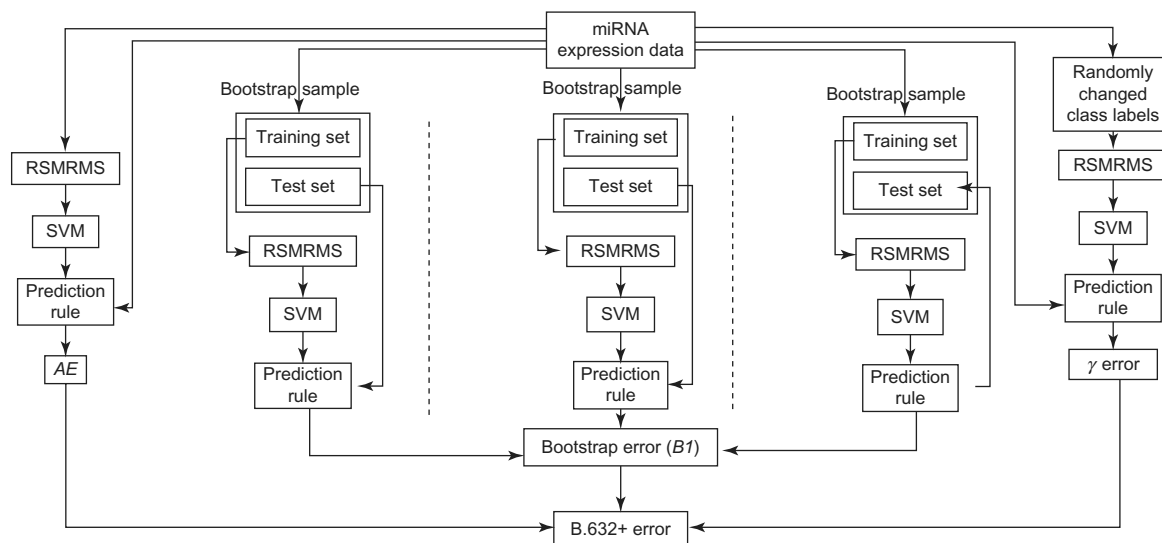 miRNA
expression data
Bootstrap sample
Training set
Test set
RSMRMS
SVM
Prediction
rule
Bootstrap sample
Training set
Test set
RSMRMS
SVM
Prediction
rule
Bootstrap sample
Training set
Test set
RSMRMS
SVM
Prediction
rule
RSMRMS
SVM
Prediction
rule
AE
Randomly
changed
class labels
RSMRMS
SVM
Prediction
rule
γ error
Bootstrap error (B1)
B.632+ error